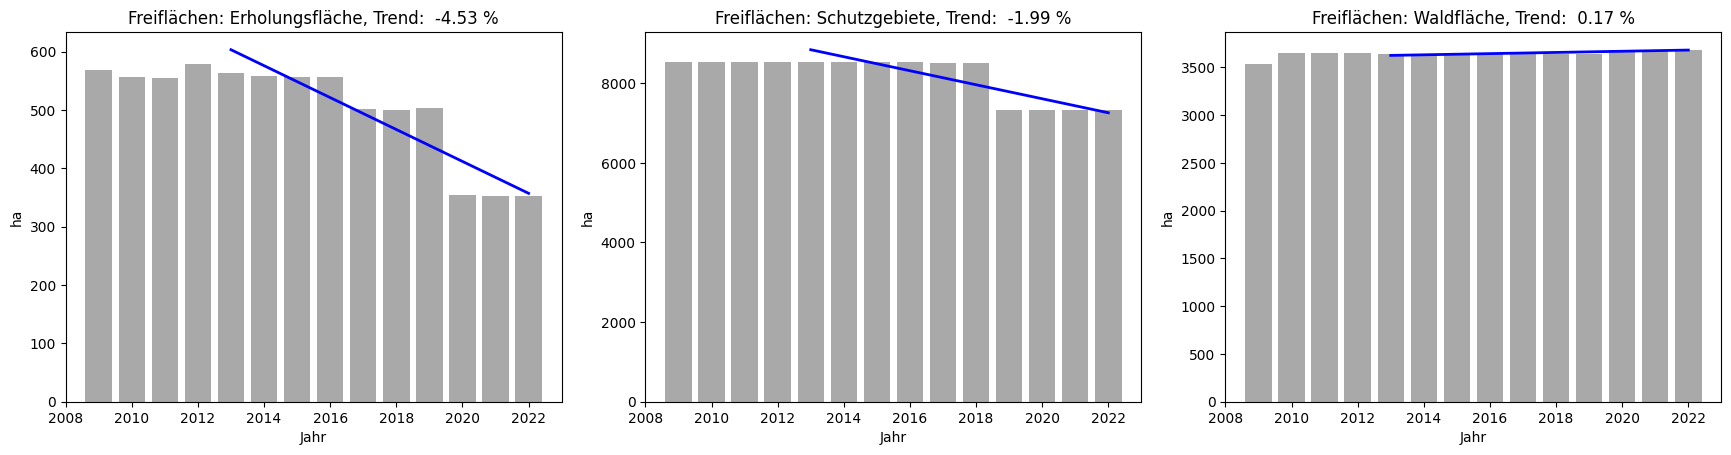 Freiflächen: Erholungsfläche, Trend:  -4.53 %
600
500
400
300
200
100
0
ha
2008 2010 2012 2014 2016 2018 2020 2022
Jahr
Freiflächen: Schutzgebiete, Trend:  -1.99 %
8000
6000
4000
2000
0
ha
2008 2010 2012 2014 2016 2018 2020 2022
Jahr
Freiflächen: Waldfläche, Trend:  0.17 %
3500
3000
2500
2000
1500
1000
500
0
ha
2008 2010 2012 2014 2016 2018 2020 2022
Jahr